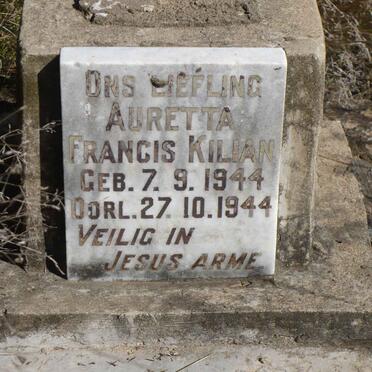 ONS LIEFLING
AURETTA
FRANCIS KILIAN
GEB. 7. 9. 1944
OORL. 27. 10. 1944
VEILIG IN
JESUS ARME